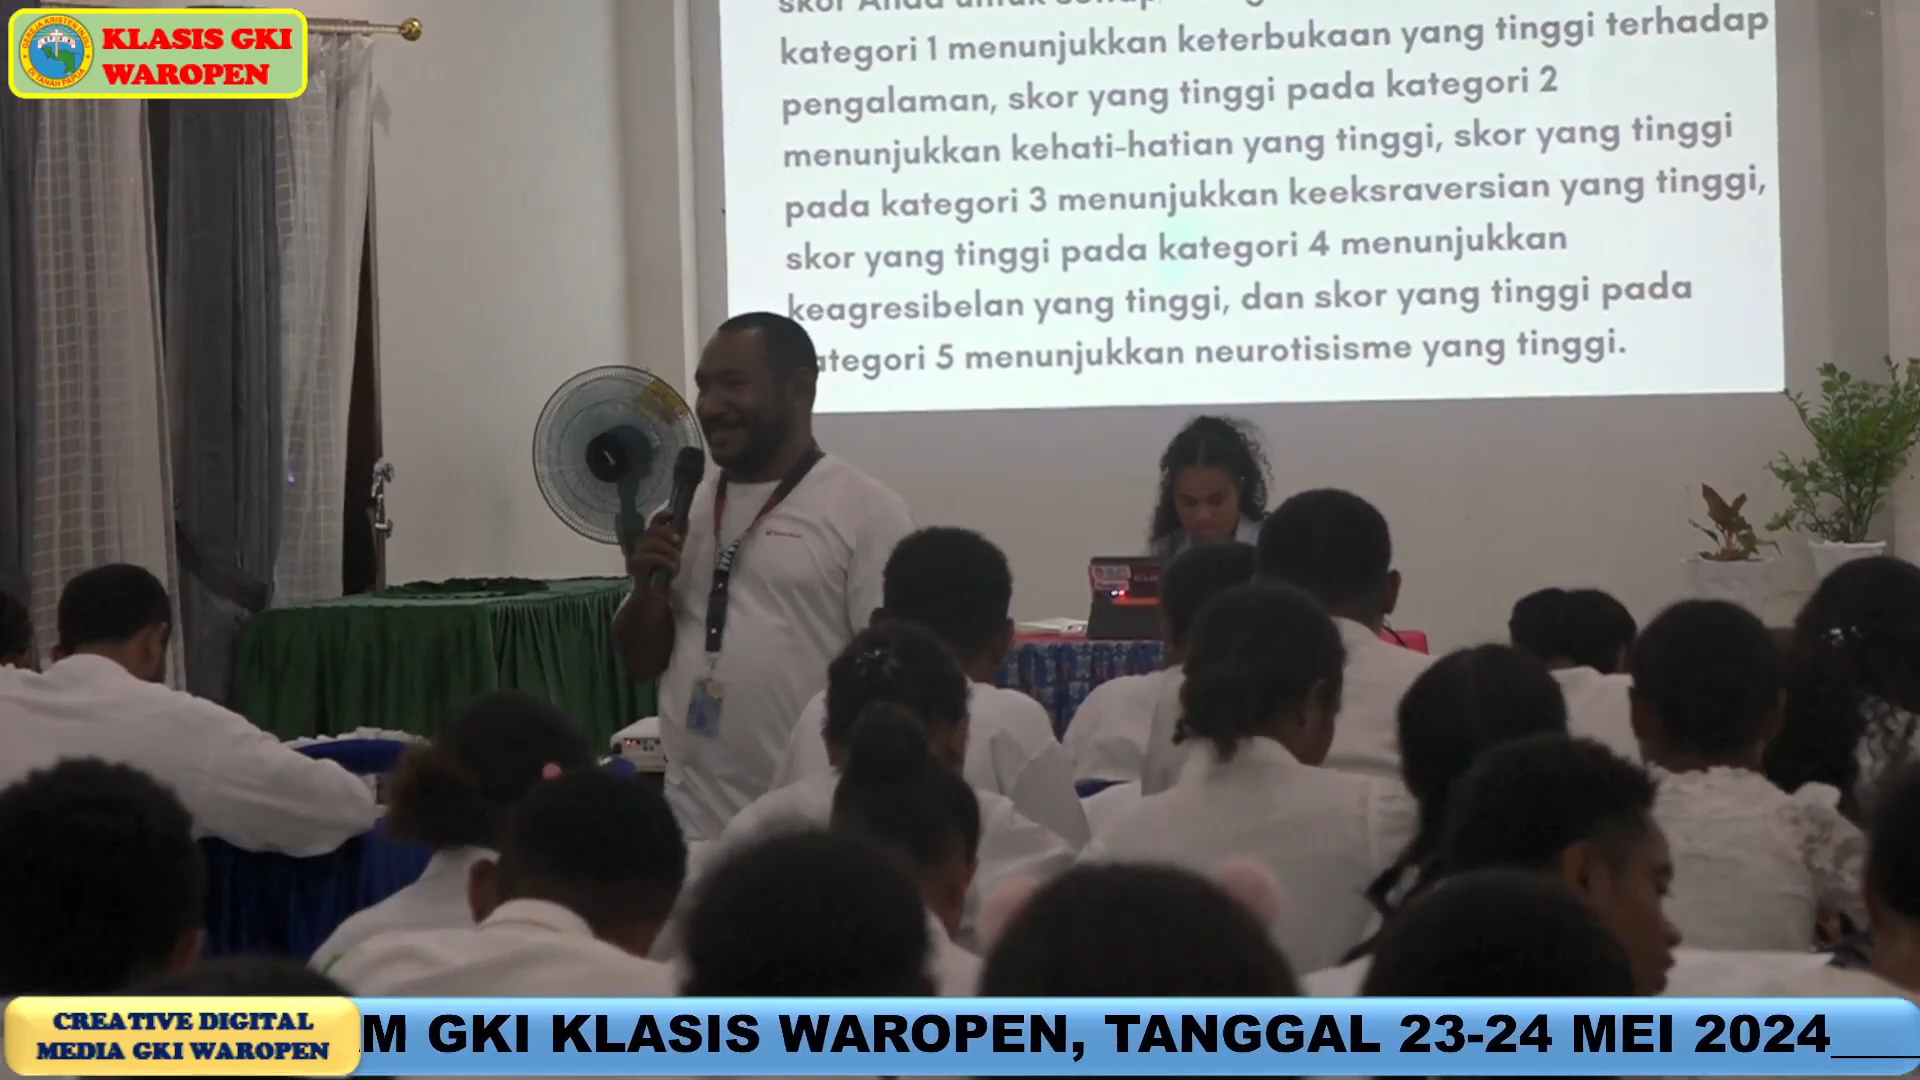 KLASIS GKI
WAROPEN
kategori 1 menunjukkan keterbukaan yang tinggi terhadap
pengalaman, skor yang tinggi pada kategori 2
menunjukkan kehati-hatian yang tinggi, skor yang tinggi
pada kategori 3 menunjukkan keeksraversian yang tinggi,
skor yang tinggi pada kategori 4 menunjukkan
keagresibelan yang tinggi, dan skor yang tinggi pada
ategori 5 menunjukkan neurotisisme yang tinggi.
CREATIVE DIGITAL
MEDIA GKI WAROPEN
M GKI KLASIS WAROPEN, TANGGAL 23-24 MEI 2024____